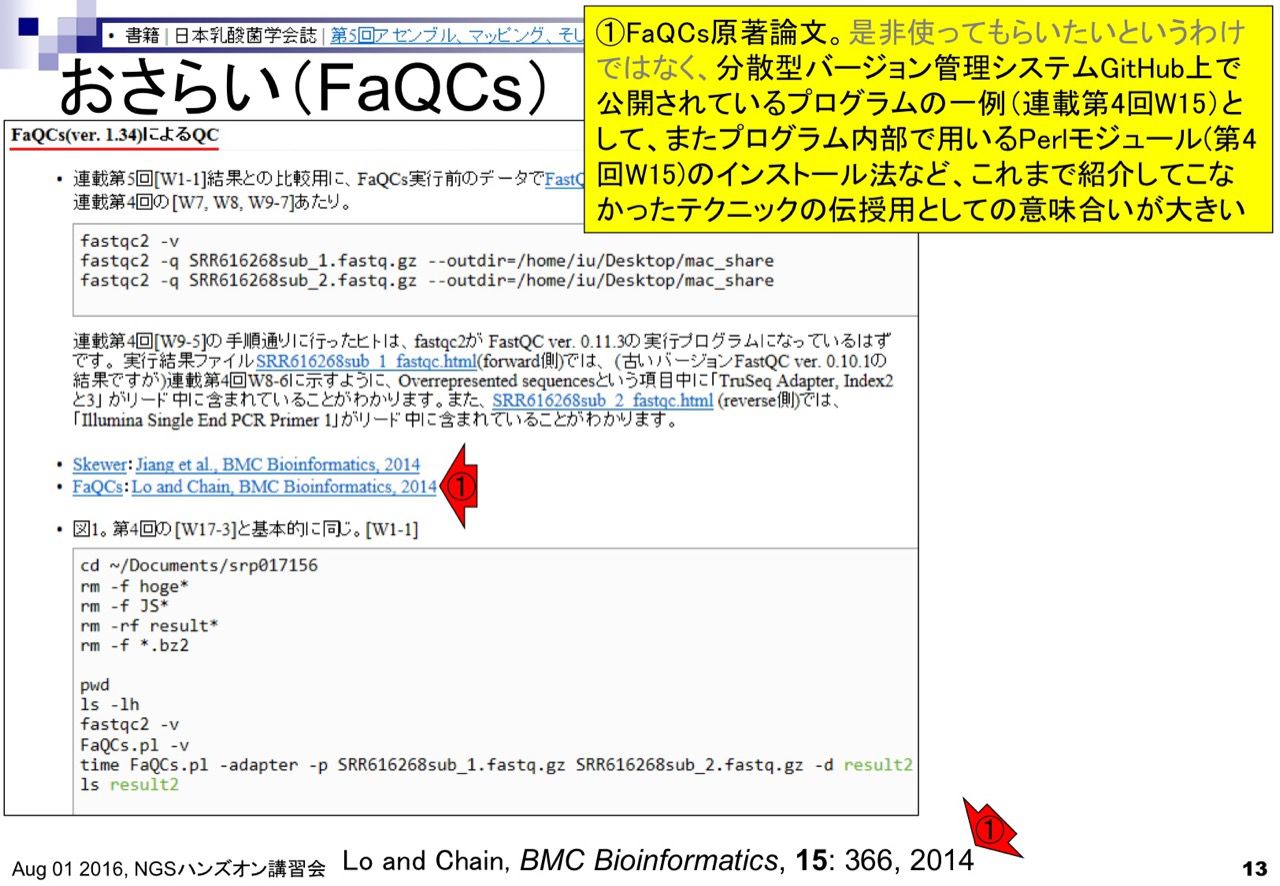 ・書籍 | 日本乳酸菌学会誌 | 第5回アセンブル、マッピング、そし
おさらい(FaQCs)
①FaQCs原著論文。是非使ってもらいたいというわけ
ではなく、分散型バージョン管理システムGitHub上で
公開されているプログラムの一例(連載第4回W15)と
して、またプログラム内部で用いるPerlモジュール(第4
回W15)のインストール法など、これまで紹介してこな
かったテクニックの伝授用としての意味合いが大きい
FaQCs(ver. 1.34)によるQC
• 連載第5回[W1-1]結果との比較用に、FaQCs実行前のデータでFastQ
連載第4回の[W7, W8, W9-7]あたり。
fastqc2 -v
fastqc2 -q SRR616268sub_1.fastq.gz --outdir=/home/iu/Desktop/mac_share
fastqc2 -q SRR616268sub_2.fastq.gz --outdir=/home/iu/Desktop/mac_share
連載第4回[W9-5]の手順通りに行ったヒトは、fastqc2が FastQC ver. 0.11.3の実行プログラムになっているはず
です。 実行結果ファイルSRR616268sub_1_fastqc.html(forward側)では、 (古いバージョンFastQC ver. 0.10.1の
結果ですが)連載第4回W8-6に示すように、Overrepresented sequencesという項目中に「TruSeq Adapter, Index2
と3」がリード中に含まれていることがわかります。また、SRR616268sub_2_fastqc.html (reverse側)では、
「Illumina Single End PCR Primer 1」がリード中に含まれていることがわかります。
• Skewer：Jiang et al., BMC Bioinformatics, 2014
• FaQCs：Lo and Chain, BMC Bioinformatics, 2014
①
• 図1。第4回の[W17-3]と基本的に同じ。[W1-1]
cd ~/Documents/srp017156
rm -f hoge*
rm -f JS*
rm -rf result*
rm -f *.bz2
pwd
ls -lh
fastqc2 -v
FaQCs.pl -v
time FaQCs.pl -adapter -p SRR616268sub_1.fastq.gz SRR616268sub_2.fastq.gz -d result2
ls result2
①
Aug 01 2016, NGSハンズオン講習会
Lo and Chain, BMC Bioinformatics, 15: 366, 2014
13